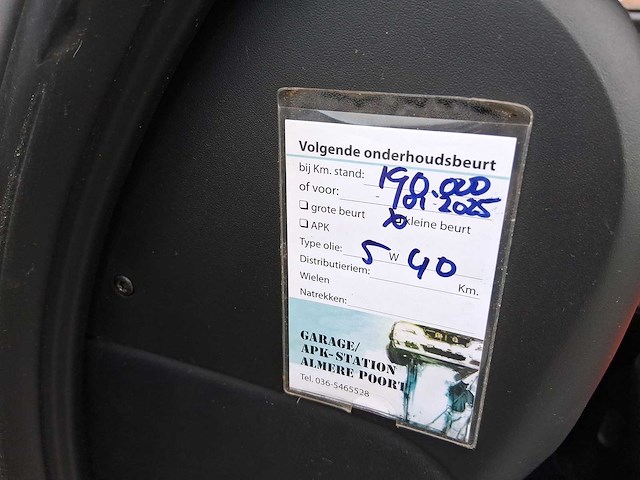 Volgende onderhoudsbeurt
bij Km. stand: 190.000
of voor: - 01-2025
❑ grote beurt ❑ kleine beurt
❑ APK
Type olie: 5 W 40
Distributieriem: Km.
Wielen
Natrekken:
GARAGE/
APK-STATION
ALMERE POORT
Tel. 036-5465528